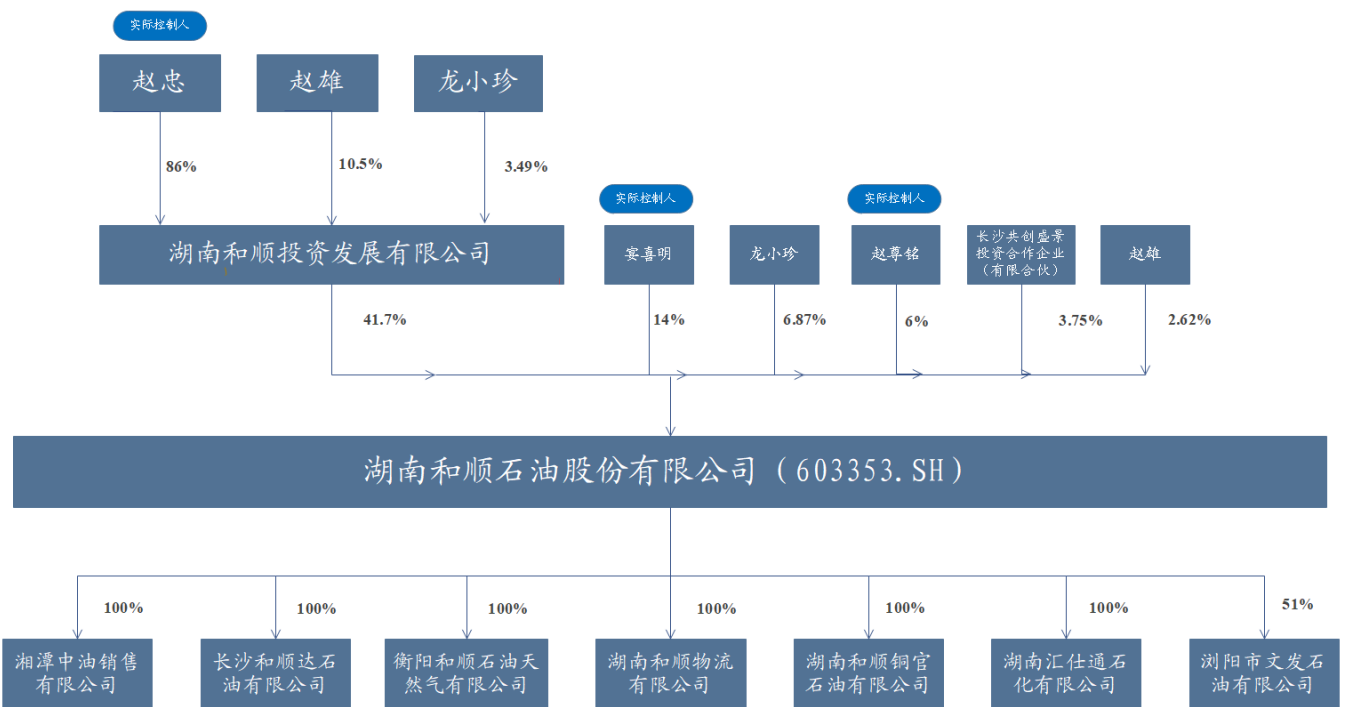 实际控制人
赵忠
赵雄
龙小珍
86%
10.5%
3.49%
实际控制人
实际控制人
湖南和顺投资发展有限公司
宴喜明
龙小珍
赵尊铭
长沙共创盛景
投资合作企业
（有限合伙）
赵雄
41.7%
14%
6.87%
6%
3.75%
2.62%
湖南和顺石油股份有限公司（603353.SH）
100%
100%
100%
100%
100%
100%
51%
湘潭中油销售
有限公司
长沙和顺达石
油有限公司
衡阳和顺石油天
然气有限公司
湖南和顺物流
有限公司
湖南和顺铜官
石油有限公司
湖南汇仕通石
化有限公司
浏阳市文发石
油有限公司